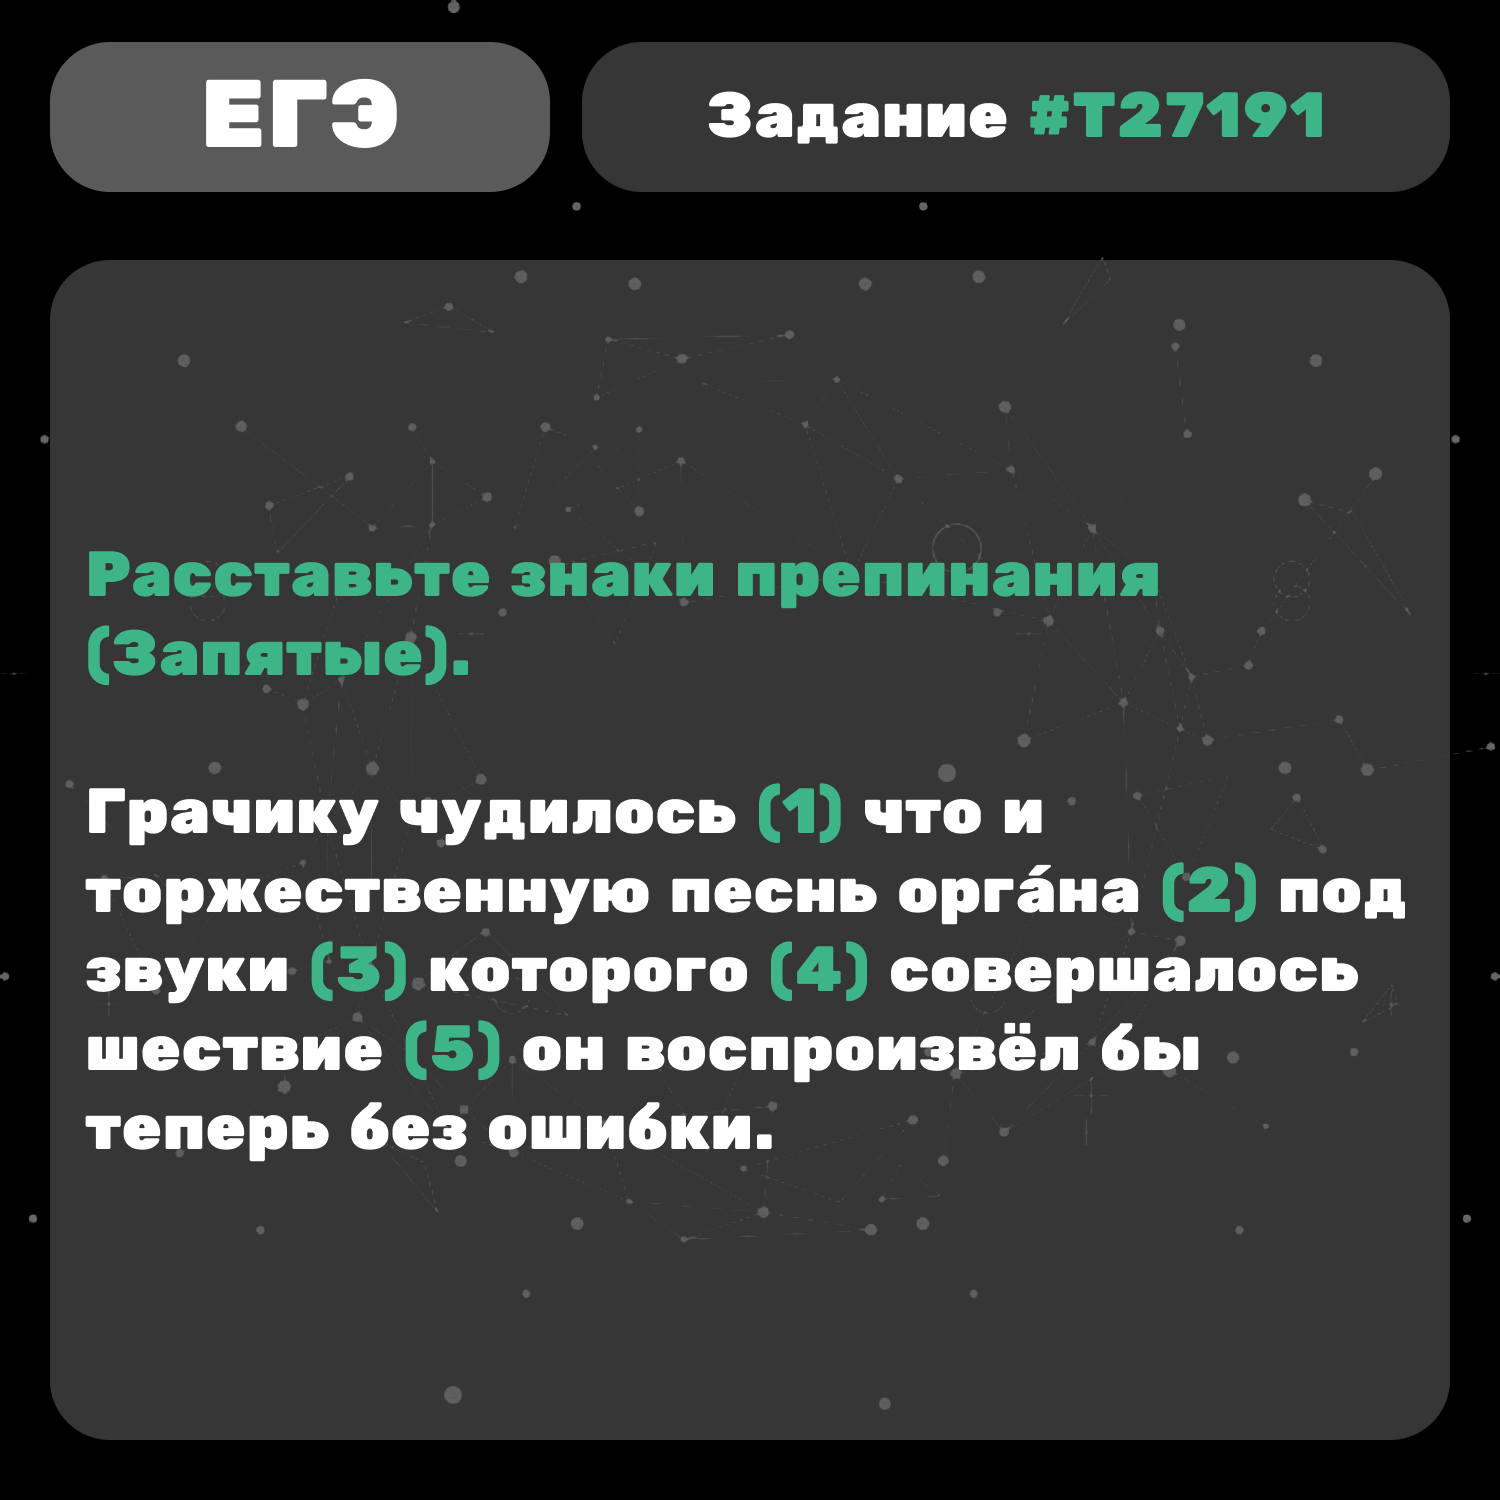 ЕГЭ
Задание #T27191
Расставьте знаки препинания
(Запятые).
Грачику чудилось (1) что и
торжественную песнь орга́на (2) под
звуки (3) которого (4) совершалось
шествие (5) он воспроизвёл бы
теперь без ошибки.